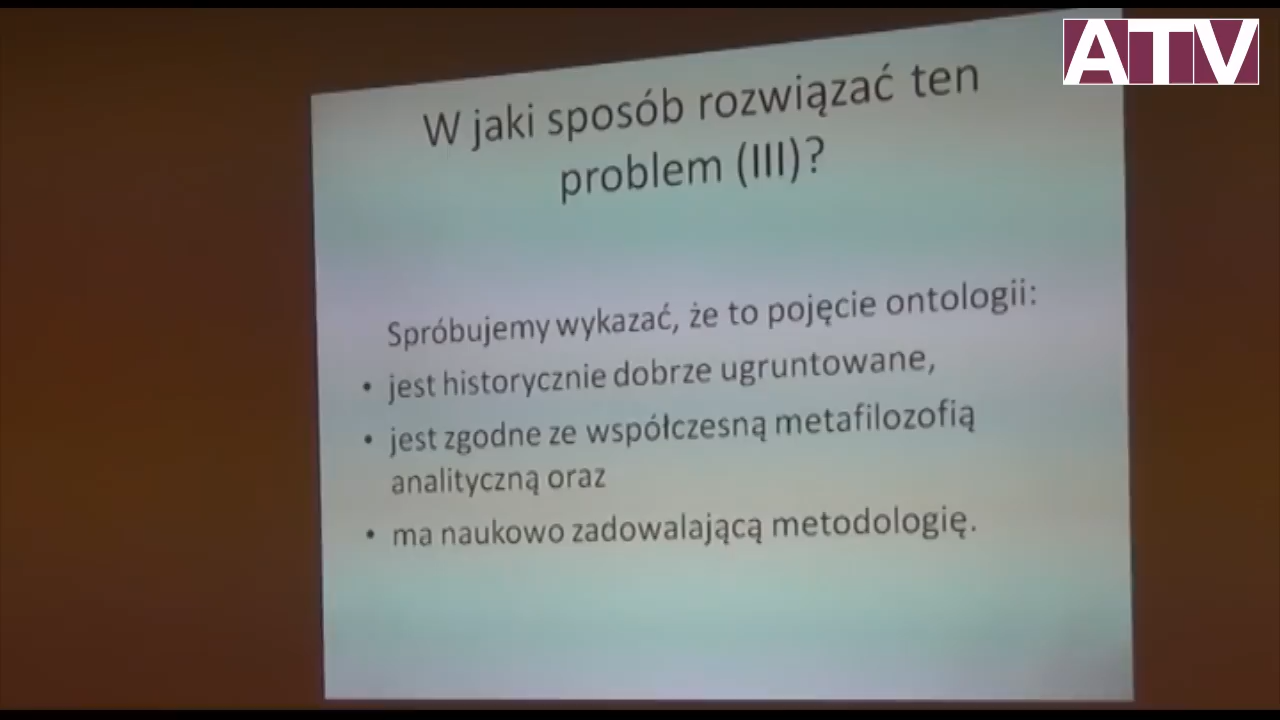 ATV
W jaki sposób rozwiązać ten
problem (III)?
Spróbujemy wykazać, że to pojęcie ontologii:
• jest historycznie dobrze ugruntowane,
• jest zgodne ze współczesną metafilozofią
analityczną oraz
• ma naukowo zadowalającą metodologię.